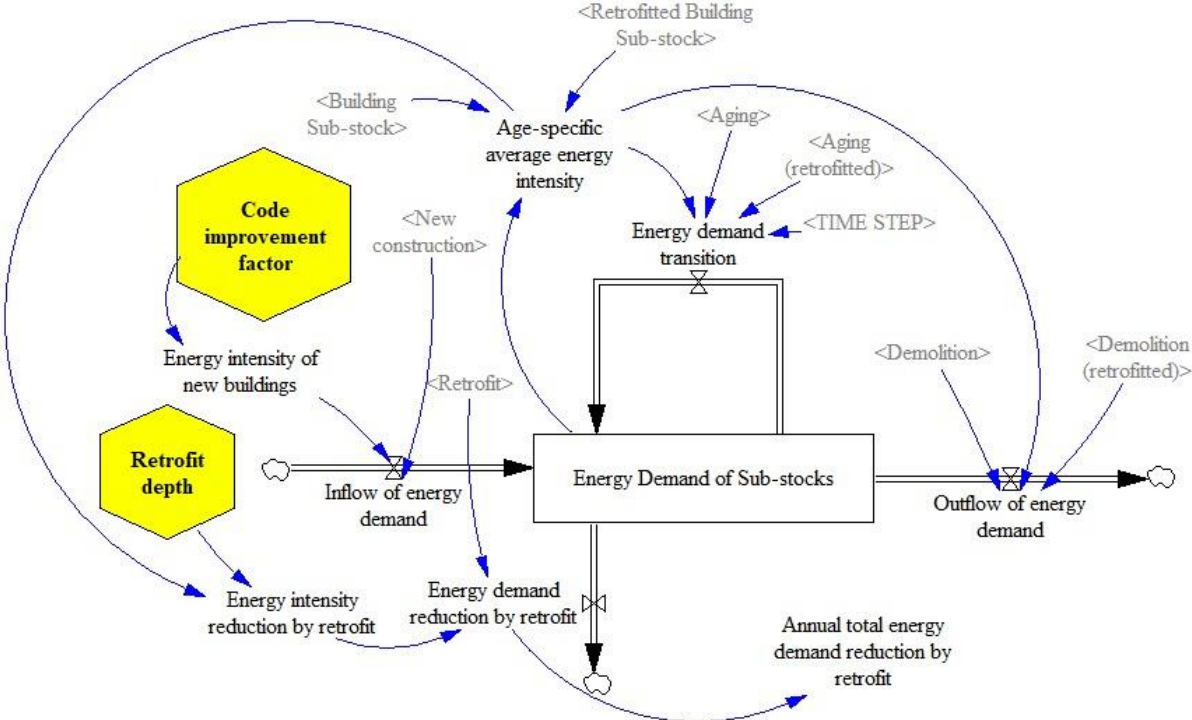 <Retrofitted Building
Sub-stock>
<Building
Sub-stock>
Age-specific
average energy
intensity
<Aging>
<Aging
(retrofitted)>
<TIME STEP>
Energy demand
transition
Code
improvement
factor
<New
construction>
Energy intensity of
new buildings
<Retrofit>
<Demolition>
<Demolition
(retrofitted)>
Retrofit
depth
Inflow of energy
demand
Energy Demand of Sub-stocks
Outflow of energy
demand
Energy intensity
reduction by retrofit
Energy demand
reduction by retrofit
Annual total energy
demand reduction by
retrofit